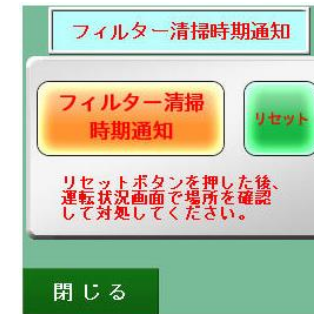 フィルター清掃時期通知
フィルター清掃
時期通知
リセット
リセットボタンを押した後、
運転状況画面で場所を確認
して対処してください。
閉じる